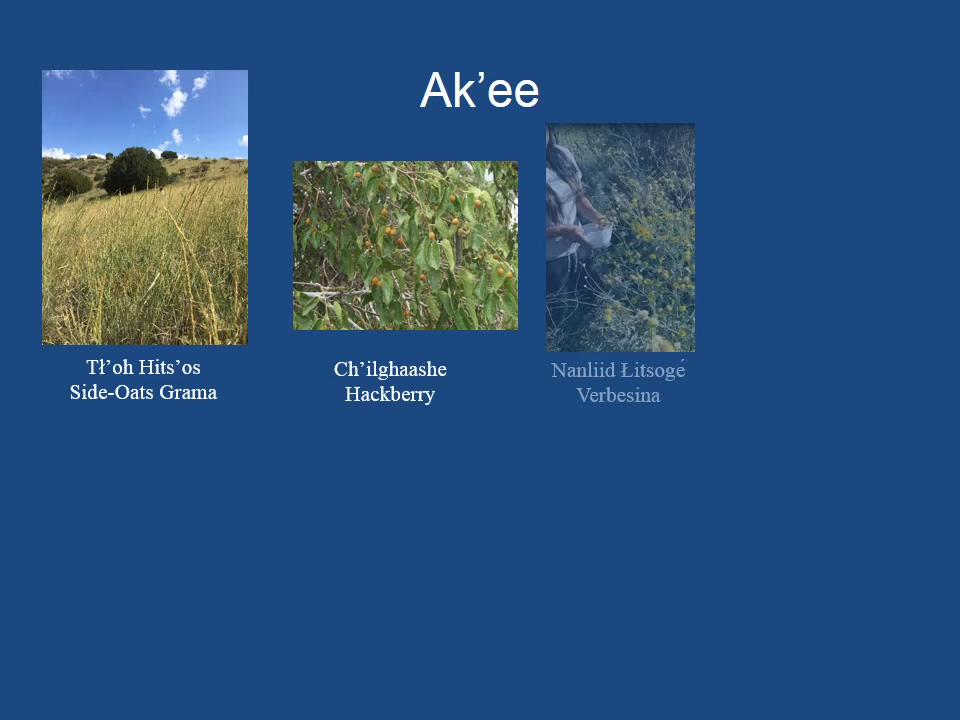 Ak’ee
Tł’oh Hits’os
Side-Oats Grama
Ch’ilghaashe
Hackberry
Nanliid Łitsogé
Verbesina